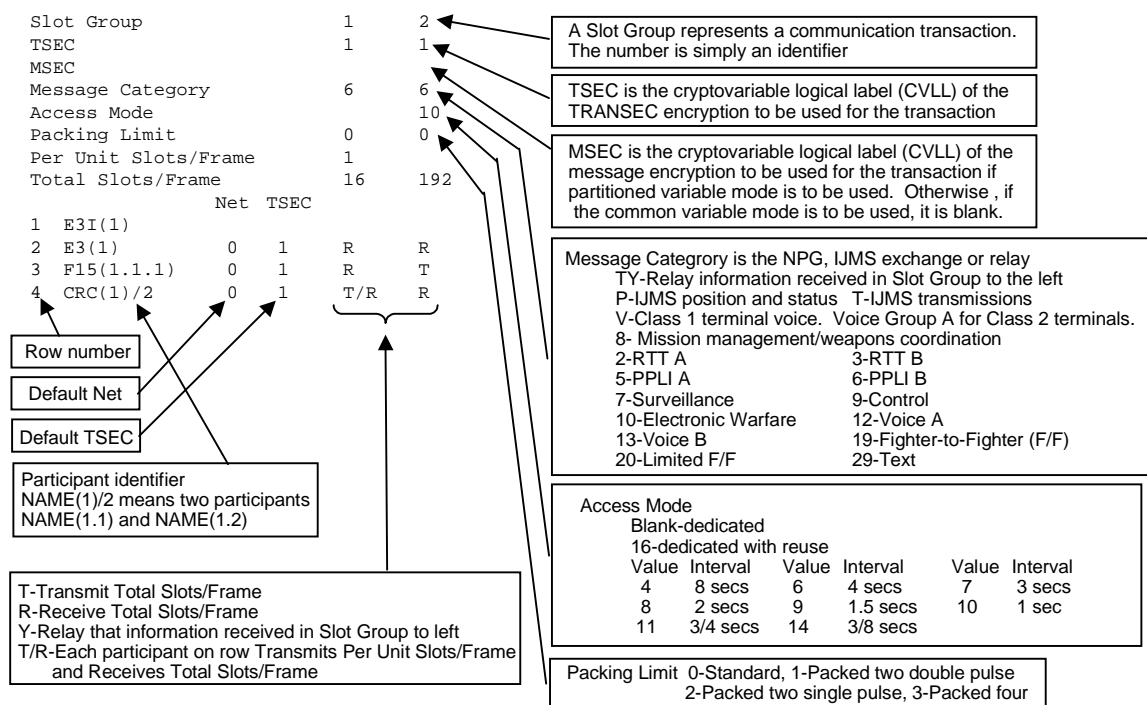 Slot Group 1 2
TSEC 1 1
MSEC
Message Category 6 6
Access Mode 10
Packing Limit 0 0
Per Unit Slots/Frame 1
Total Slots/Frame 16 192
Net TSEC
1 E3I(1)
2 E3(1) 0 1 R R
3 F15(1.1.1) 0 1 R T
4 CRC(1)/2 0 1 T/R R
Row number
Default Net
Default TSEC
Participant identifier
NAME(1)/2 means two participants
NAME(1.1) and NAME(1.2)
T-Transmit Total Slots/Frame
R-Receive Total Slots/Frame
Y-Relay that information received in Slot Group to left
T/R-Each participant on row Transmits Per Unit Slots/Frame
and Receives Total Slots/Frame
A Slot Group represents a communication transaction.
The number is simply an identifier
TSEC is the cryptovariable logical label (CVLL) of the
TRANSEC encryption to be used for the transaction
MSEC is the cryptovariable logical label (CVLL) of the
message encryption to be used for the transaction if
partitioned variable mode is to be used. Otherwise , if
the common variable mode is to be used, it is blank.
Message Categrory is the NPG, IJMS exchange or relay
TY-Relay information received in Slot Group to the left
P-IJMS position and status T-IJMS transmissions
V-Class 1 terminal voice. Voice Group A for Class 2 terminals.
8- Mission management/weapons coordination
2-RTT A 3-RTT B
5-PPLI A 6-PPLI B
7-Surveillance 9-Control
10-Electronic Warfare 12-Voice A
13-Voice B 19-Fighter-to-Fighter (F/F)
20-Limited F/F 29-Text
Access Mode
Blank-dedicated
16-dedicated with reuse
Value Interval Value Interval Value Interval
4 8 secs 6 4 secs 7 3 secs
8 2 secs 9 1.5 secs 10 1 sec
11 3/4 secs 14 3/8 secs
Packing Limit 0-Standard, 1-Packed two double pulse
2-Packed two single pulse, 3-Packed four